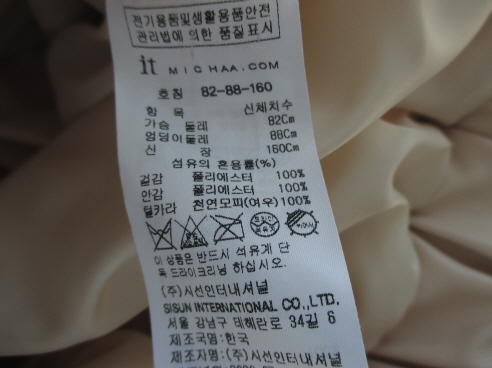 전기용품및생활용품안전
관리법에 의한 품질표시
it MICHAA.COM
호칭 82-88-160
항 목 신체치수
가슴 둘레 82Cm
엉덩이둘레 88Cm
신 장 160Cm
섬유의 혼용률(%)
겉감 폴리에스터 100%
안감 폴리에스터 100%
털카라 천연모피(여우)100%
이 상품은 반드시 석유계 단
독 드라이크리닝 하십시오.
(주)시선인터내셔널
SISUN INTERNATIONAL CO.,LTD.
서울 강남구 테헤란로 34길 6
제조국명:한국
제조자명:(주)시선인터내셔널